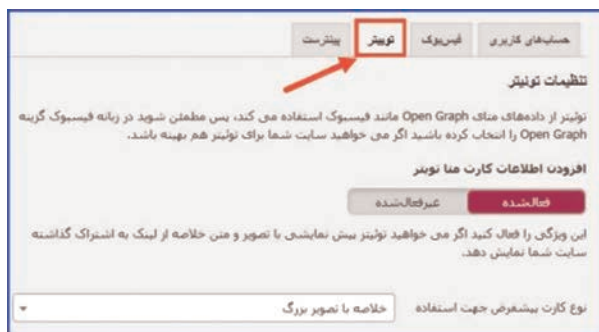 حساب‌های کاربری فیس‌بوک توییتر پینترست
تنظیمات توئیتر
توئیتر از داده‌های متای Open Graph مانند فیسبوک استفاده می کند، پس مطمئن شوید در زبانه فیسبوک گزینه
Open Graph را انتخاب کرده باشید اگر می خواهید سایت شما برای توئیتر هم بهینه باشد.
افزودن اطلاعات کارت متا توییتر
فعال‌شده غیرفعال‌شده
این ویژگی را فعال کنید اگر می خواهید توئیتر پیش نمایشی با تصویر و متن خلاصه از لینک به اشتراک گذاشته
سایت شما نمایش دهد.
نوع کارت پیشفرض جهت استفاده خلاصه با تصویر بزرگ